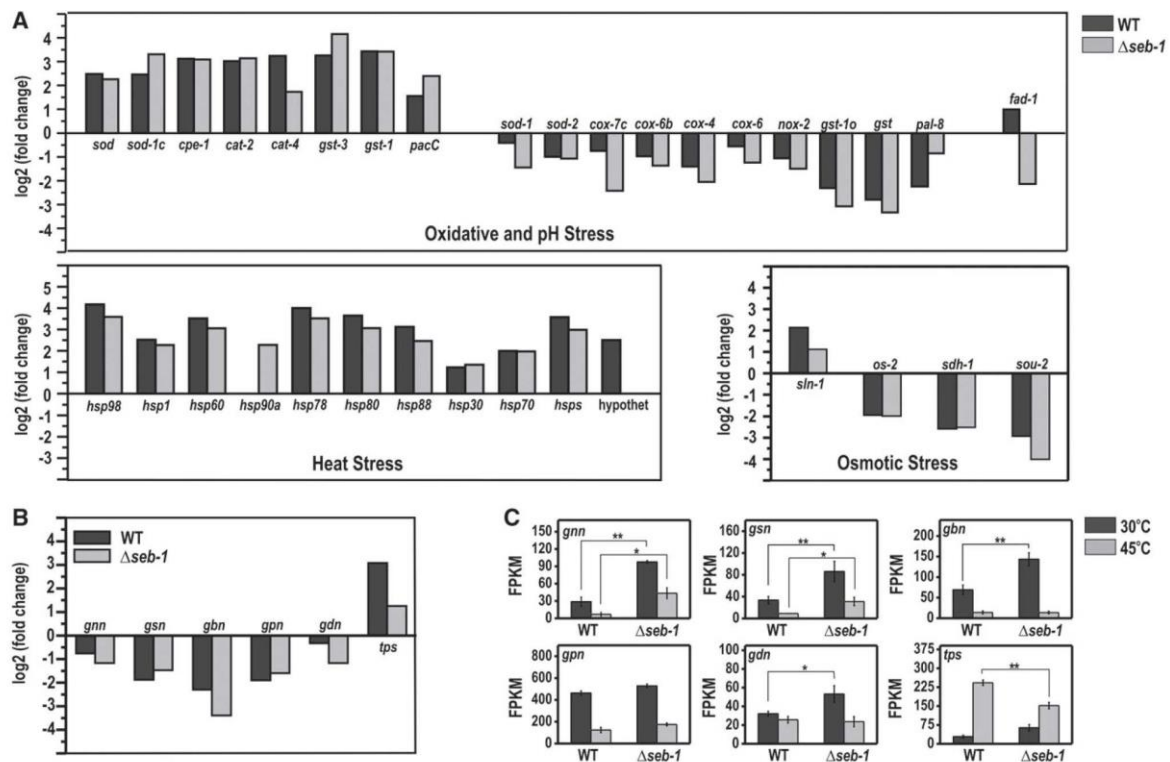 A
WT
Δseb-1
log2 (fold change)
4
3
2
1
0
-1
-2
-3
-4
sod sod-1c cpe-1 cat-2 cat-4 gst-3 gst-1 pacC
sod-1 sod-2 cox-7c cox-6b cox-4 cox-6 nox-2 gst-1o gst pal-8
fad-1
Oxidative and pH Stress
log2 (fold change)
5
4
3
2
1
0
-1
-2
-3
hsp98 hsp1 hsp60 hsp90a hsp78 hsp80 hsp88 hsp30 hsp70 hsps hypothet
Heat Stress
log2 (fold change)
4
3
2
1
0
-1
-2
-3
-4
sln-1
os-2 sdh-1 sou-2
Osmotic Stress
B
WT
Δseb-1
log2 (fold change)
4
3
2
1
0
-1
-2
-3
-4
gnn gsn gbn gpn gdn
tps
C
30°C
45°C
gnn
FPKM
150
120
90
60
30
0
**
*
WT Δseb-1
gsn
FPKM
160
120
80
40
0
**
*
WT Δseb-1
gbn
FPKM
200
150
100
50
0
**
WT Δseb-1
gpn
FPKM
800
600
400
200
0
WT Δseb-1
gdn
FPKM
100
80
60
40
20
0
*
WT Δseb-1
tps
FPKM
375
300
225
150
75
0
**
WT Δseb-1